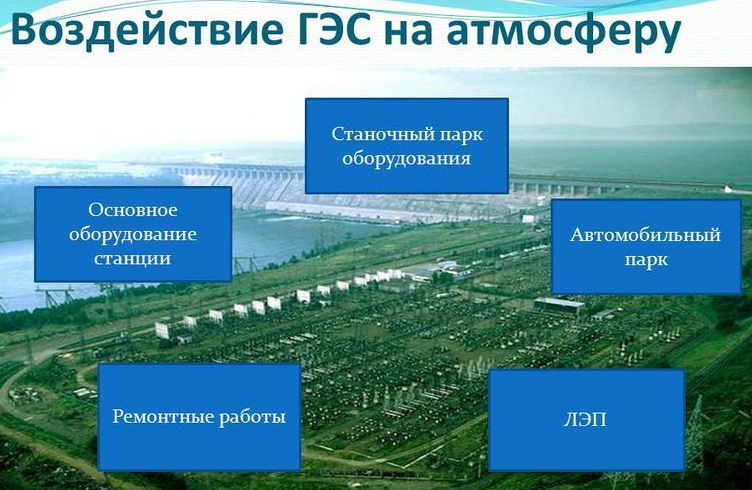 Воздействие ГЭС на атмосферу
Станочный парк
оборудования
Основное
оборудование
станции
Автомобильный
парк
Ремонтные работы
ЛЭП